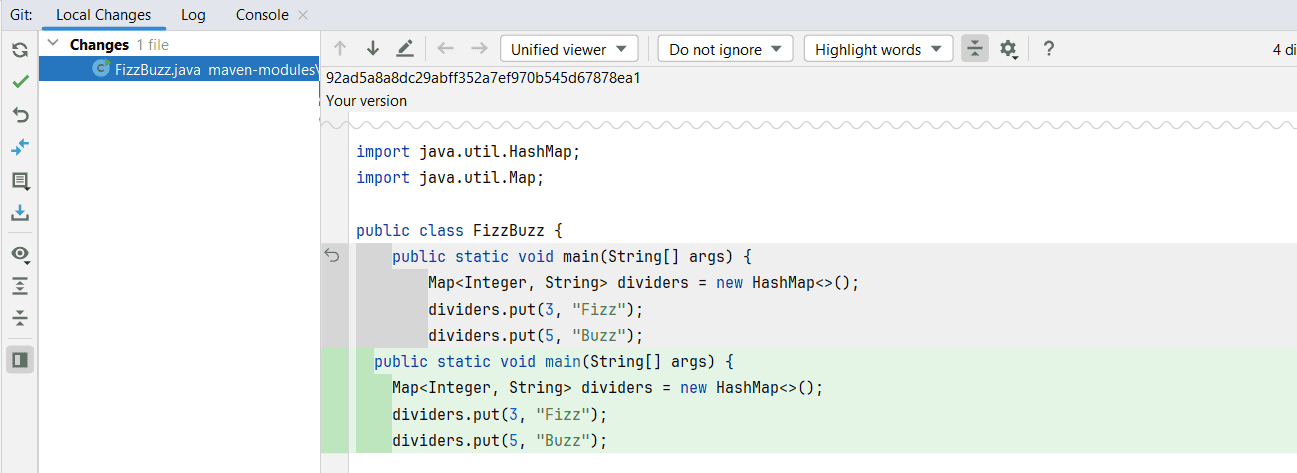 Git: Local Changes Log Console
Changes 1 file
FizzBuzz.java maven-modules\
Unified viewer Do not ignore Highlight words ? 4 di
92ad5a8a8dc29abff352a7ef970b545d67878ea1
Your version
import java.util.HashMap;
import java.util.Map;
public class FizzBuzz {
public static void main(String[] args) {
Map<Integer, String> dividers = new HashMap<>();
dividers.put(3, "Fizz");
dividers.put(5, "Buzz");
public static void main(String[] args) {
Map<Integer, String> dividers = new HashMap<>();
dividers.put(3, "Fizz");
dividers.put(5, "Buzz");